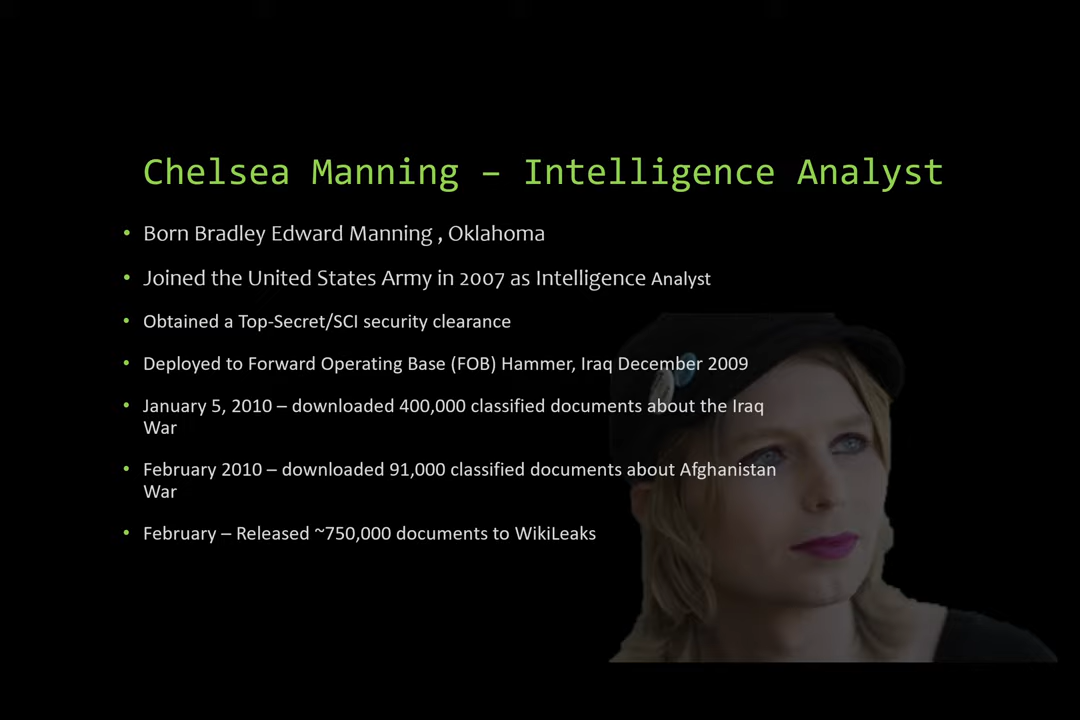 Chelsea Manning – Intelligence Analyst
• Born Bradley Edward Manning , Oklahoma
• Joined the United States Army in 2007 as Intelligence Analyst
• Obtained a Top-Secret/SCI security clearance
• Deployed to Forward Operating Base (FOB) Hammer, Iraq December 2009
• January 5, 2010 – downloaded 400,000 classified documents about the Iraq
War
• February 2010 – downloaded 91,000 classified documents about Afghanistan
War
• February – Released ~750,000 documents to WikiLeaks